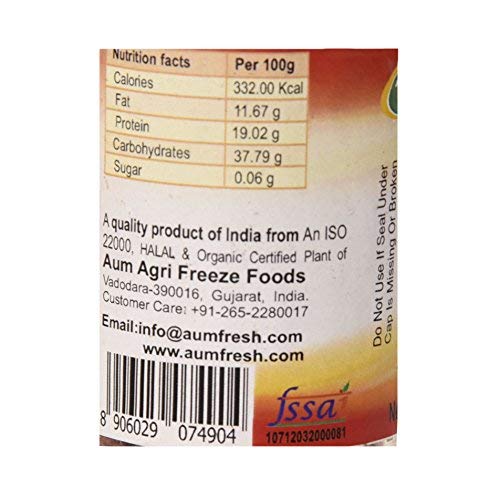 Nutrition facts Per 100g
Calories 332.00 Kcal
Fat 11.67 g
Protein 19.02 g
Carbohydrates 37.79 g
Sugar 0.06 g
A quality product of India from An ISO
22000, HALAL & Organic Certified Plant of
Aum Agri Freeze Foods
Vadodara-390016, Gujarat, India.
Customer Care: +91-265-2280017
Email:info@aumfresh.com
www.aumfresh.com
8 906029 074904
fssai
10712032000081
Do Not Use If Seal Under
Cap Is Missing Or Broken